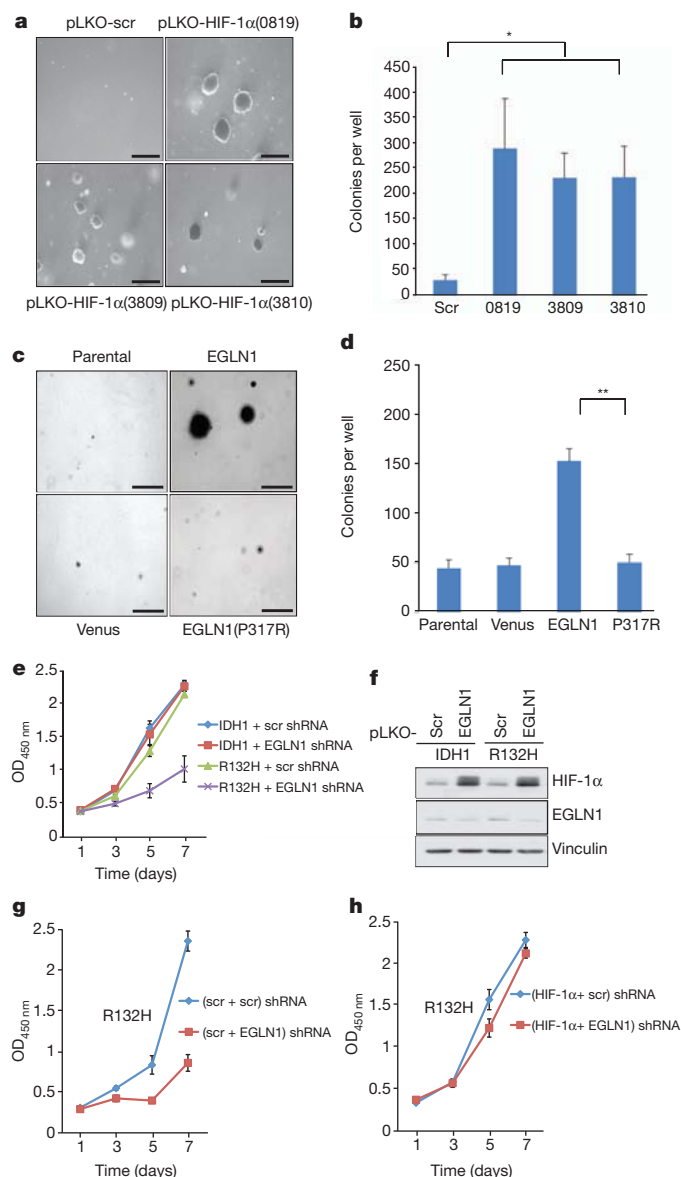 a
pLKO-scr pLKO-HIF-1α(0819)
pLKO-HIF-1α(3809) pLKO-HIF-1α(3810)
b
*
Colonies per well
450
400
350
300
250
200
150
100
50
0
Scr 0819 3809 3810
c
Parental EGLN1
Venus EGLN1(P317R)
d
**
Colonies per well
200
150
100
50
0
Parental Venus EGLN1 P317R
e
OD450 nm
2.5
2
1.5
1
0.5
0
1 3 5 7
Time (days)
IDH1 + scr shRNA
IDH1 + EGLN1 shRNA
R132H + scr shRNA
R132H + EGLN1 shRNA
f
pLKO- Scr EGLN1 Scr EGLN1
IDH1 R132H
HIF-1α
EGLN1
Vinculin
g
OD450 nm
2.5
2
1.5
1
0.5
0
1 3 5 7
Time (days)
R132H
(scr + scr) shRNA
(scr + EGLN1) shRNA
h
OD450 nm
2.5
2
1.5
1
0.5
0
1 3 5 7
Time (days)
R132H
(HIF-1α+ scr) shRNA
(HIF-1α+ EGLN1) shRNA